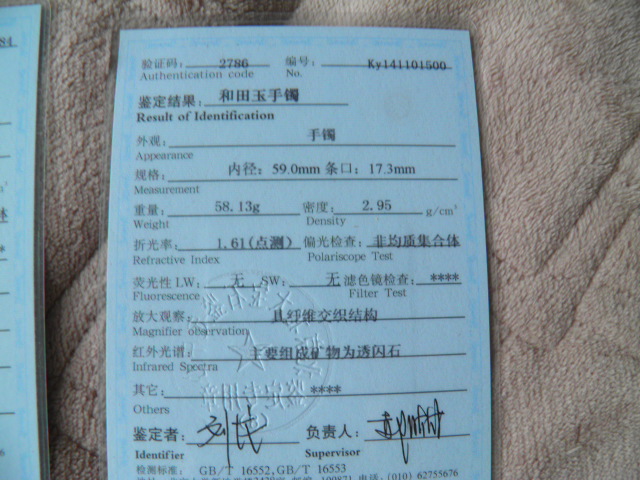 84
验证码: 2786 编号: Ky141101500
Authentication code No.
鉴定结果: 和田玉手镯
Result of Identification
外观: 手镯
Appearance
规格: 内径: 59.0mm 条口: 17.3mm
Measurement
重量: 58.13g 密度: 2.95 g/cm³
Weight Density
折光率: 1.61(点测) 偏光检查: 非均质集合体
Refractive Index Polariscope Test
荧光性 LW: 无 SW: 无 滤色镜检查: ****
Fluorescence Filter Test
放大观察: 具纤维交织结构
Magnifier observation
红外光谱: 主要组成矿物为透闪石
Infrared Spectra
其它: ****
Others
鉴定者: 负责人:
Identifier Supervisor
检测标准: GB/T 16552, GB/T 16553
100871 电话: (010) 62755676